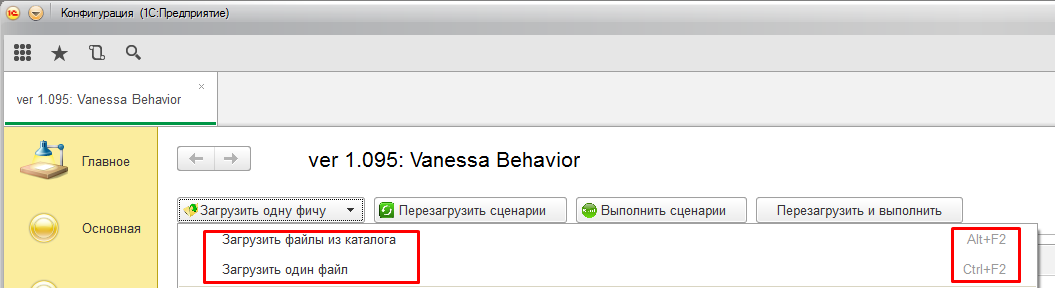 Конфигурация (1С:Предприятие)
ver 1.095: Vanessa Behavior
Главное
Основная
ver 1.095: Vanessa Behavior
Загрузить одну фичу
Перезагрузить сценарии
Выполнить сценарии
Перезагрузить и выполнить
Загрузить файлы из каталога Alt+F2
Загрузить один файл Ctrl+F2